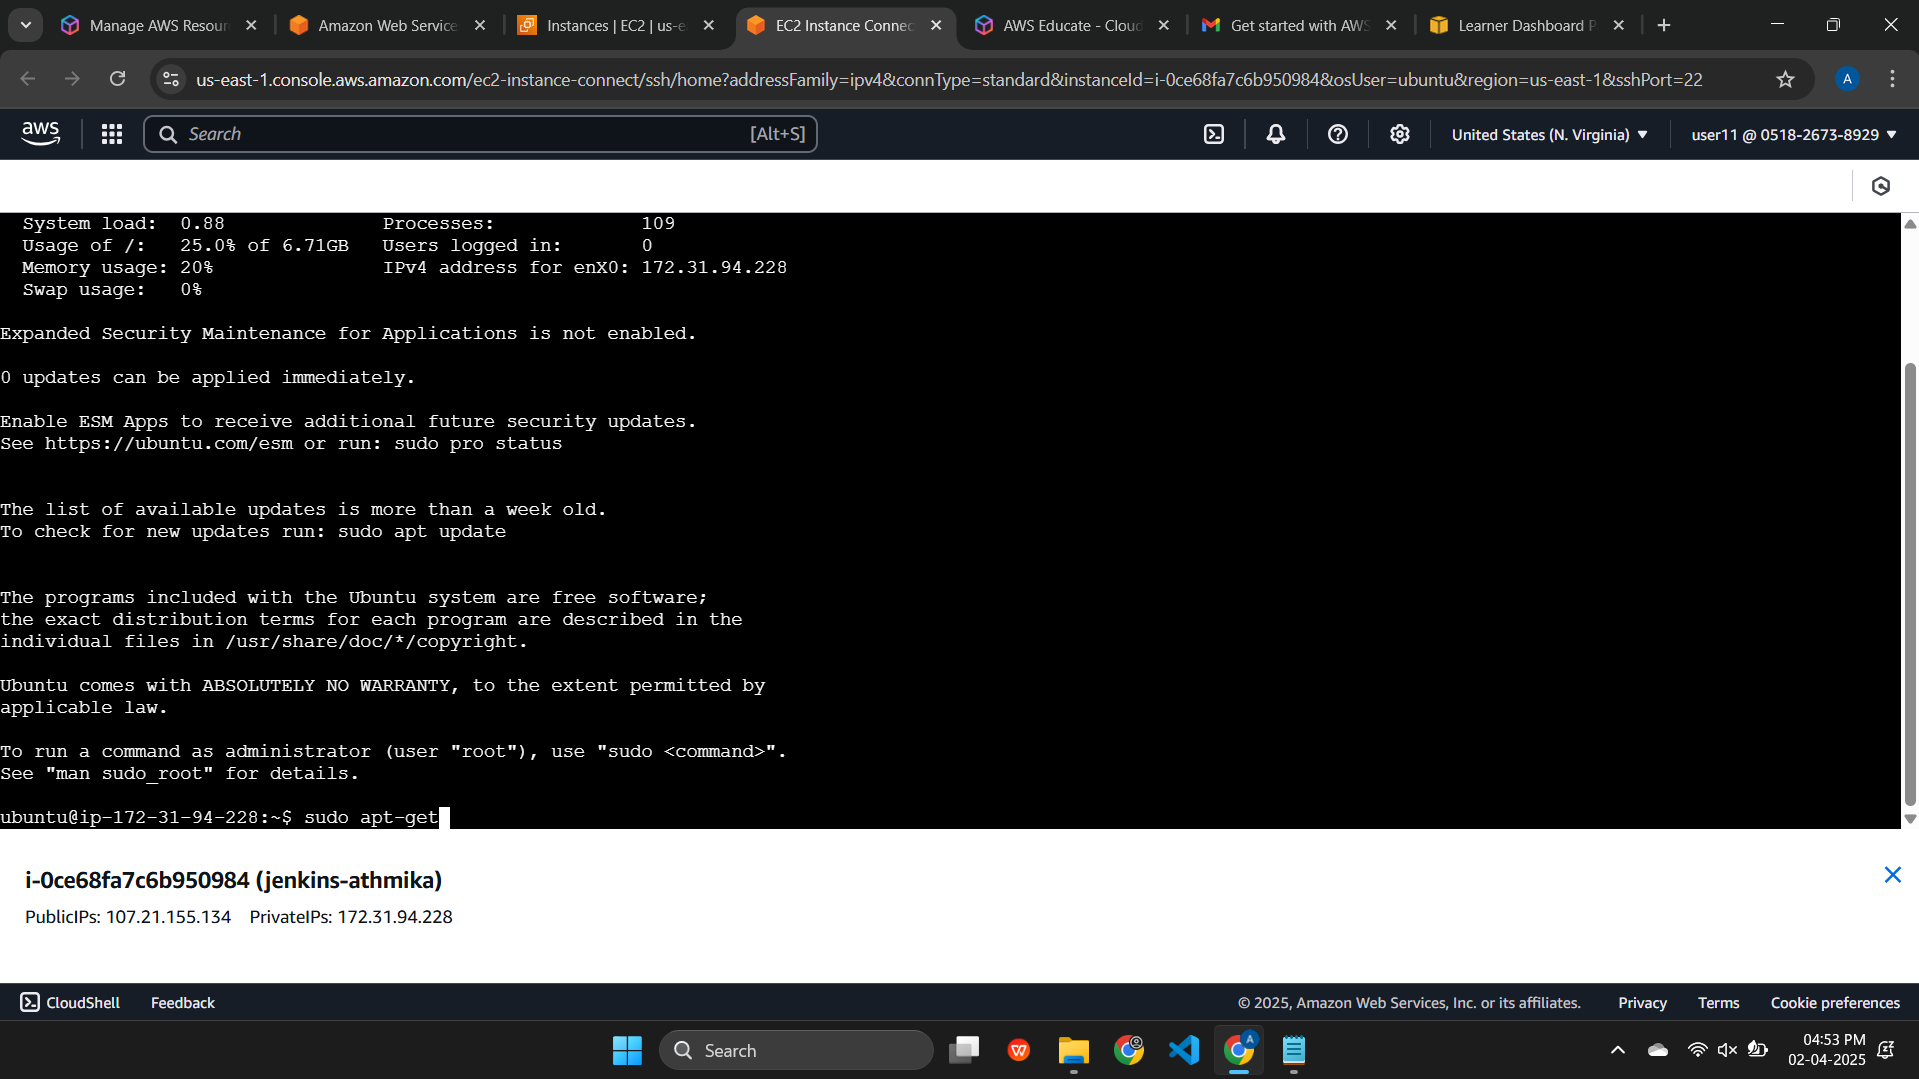 Manage AWS Resour
Amazon Web Service
Instances | EC2 | us-e
EC2 Instance Connec
AWS Educate - Cloud
Get started with AWS
Learner Dashboard P
us-east-1.console.aws.amazon.com/ec2-instance-connect/ssh/home?addressFamily=ipv4&connType=standard&instanceId=i-0ce68fa7c6b950984&osUser=ubuntu&region=us-east-1&sshPort=22
A
aws
Search
[Alt+S]
United States (N. Virginia)
user11 @ 0518-2673-8929
System load: 0.88 Processes: 109
Usage of /: 25.0% of 6.71GB Users logged in: 0
Memory usage: 20% IPv4 address for enX0: 172.31.94.228
Swap usage: 0%
Expanded Security Maintenance for Applications is not enabled.
0 updates can be applied immediately.
Enable ESM Apps to receive additional future security updates.
See https://ubuntu.com/esm or run: sudo pro status
The list of available updates is more than a week old.
To check for new updates run: sudo apt update
The programs included with the Ubuntu system are free software;
the exact distribution terms for each program are described in the
individual files in /usr/share/doc/*/copyright.
Ubuntu comes with ABSOLUTELY NO WARRANTY, to the extent permitted by
applicable law.
To run a command as administrator (user "root"), use "sudo <command>".
See "man sudo_root" for details.
ubuntu@ip-172-31-94-228:~$ sudo apt-get
i-0ce68fa7c6b950984 (jenkins-athmika)
PublicIPs: 107.21.155.134 PrivateIPs: 172.31.94.228
CloudShell
Feedback
© 2025, Amazon Web Services, Inc. or its affiliates.
Privacy
Terms
Cookie preferences
Search
W
A
04:53 PM
02-04-2025